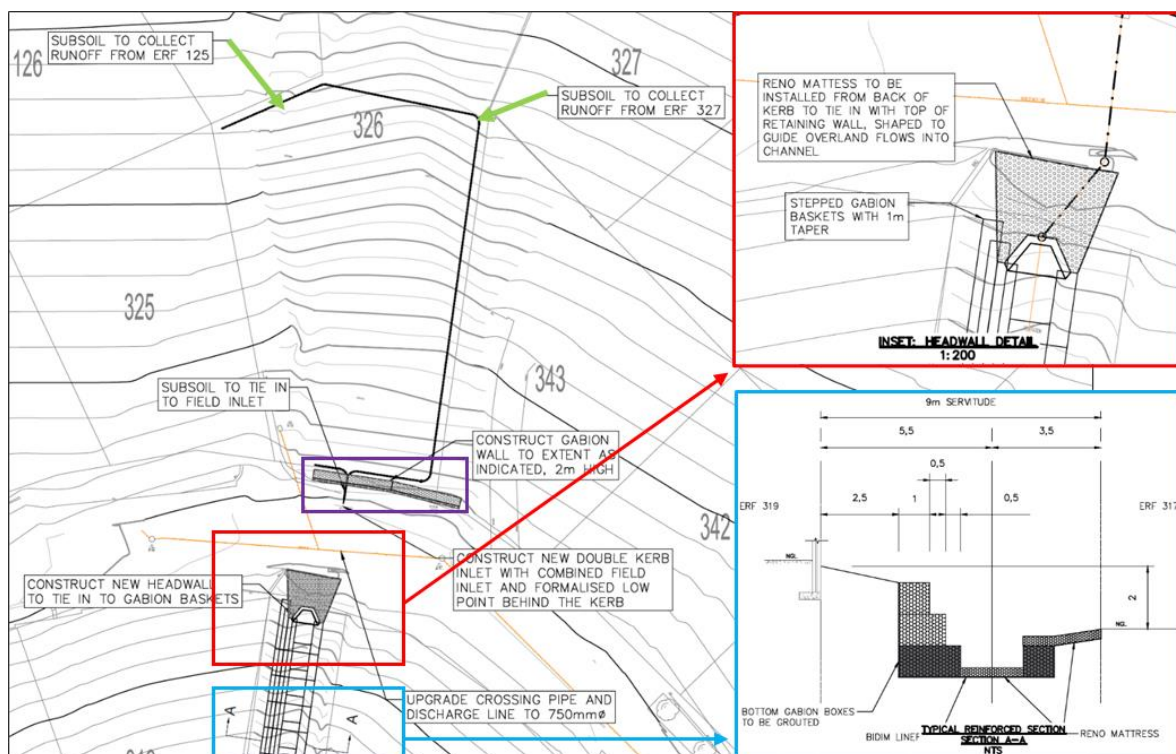 SUBSOIL TO COLLECT
RUNOFF FROM ERF 125
126
327
SUBSOIL TO COLLECT
RUNOFF FROM ERF 327
326
325
SUBSOIL TO TIE IN
TO FIELD INLET
343
CONSTRUCT GABION
WALL TO EXTENT AS
INDICATED, 2m HIGH
342
CONSTRUCT NEW HEADWALL
TO TIE IN TO GABION BASKETS
CONSTRUCT NEW DOUBLE KERB
INLET WITH COMBINED FIELD
INLET AND FORMALISED LOW
POINT BEHIND THE KERB
UPGRADE CROSSING PIPE AND
DISCHARGE LINE TO 750mmø
A
A
RENO MATTESS TO BE
INSTALLED FROM BACK OF
KERB TO TIE IN WITH TOP OF
RETAINING WALL, SHAPED TO
GUIDE OVERLAND FLOWS INTO
CHANNEL
STEPPED GABION
BASKETS WITH 1m
TAPER
INSET: HEADWALL DETAIL
1:200
9m SERVITUDE
5,5
3,5
0,5
2,5
1
0,5
ERF 319
ERF 317
NGL
2
NGL
BOTTOM GABION BOXES
TO BE GROUTED
BIDIM LINER
TYPICAL REINFORCED SECTION
SECTION A-A
NTS
RENO MATTRESS